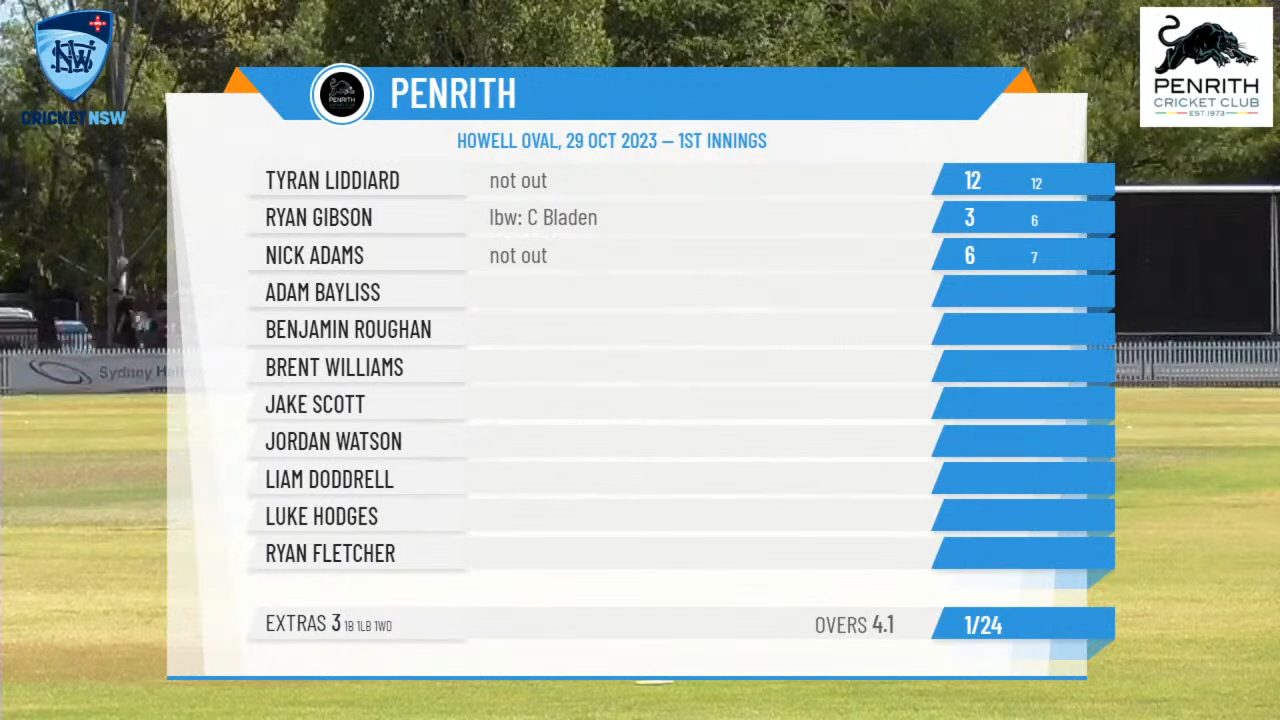 NSW
CRICKET NSW
PENRITH
PENRITH
CRICKET CLUB
EST.1973
PENRITH
HOWELL OVAL, 29 OCT 2023 – 1ST INNINGS
TYRAN LIDDIARD not out 12 12
RYAN GIBSON lbw: C Bladen 3 6
NICK ADAMS not out 6 7
ADAM BAYLISS
BENJAMIN ROUGHAN
BRENT WILLIAMS
JAKE SCOTT
JORDAN WATSON
LIAM DODDRELL
LUKE HODGES
RYAN FLETCHER
EXTRAS 3 1B 1LB 1WD OVERS 4.1 1/24
Sydney